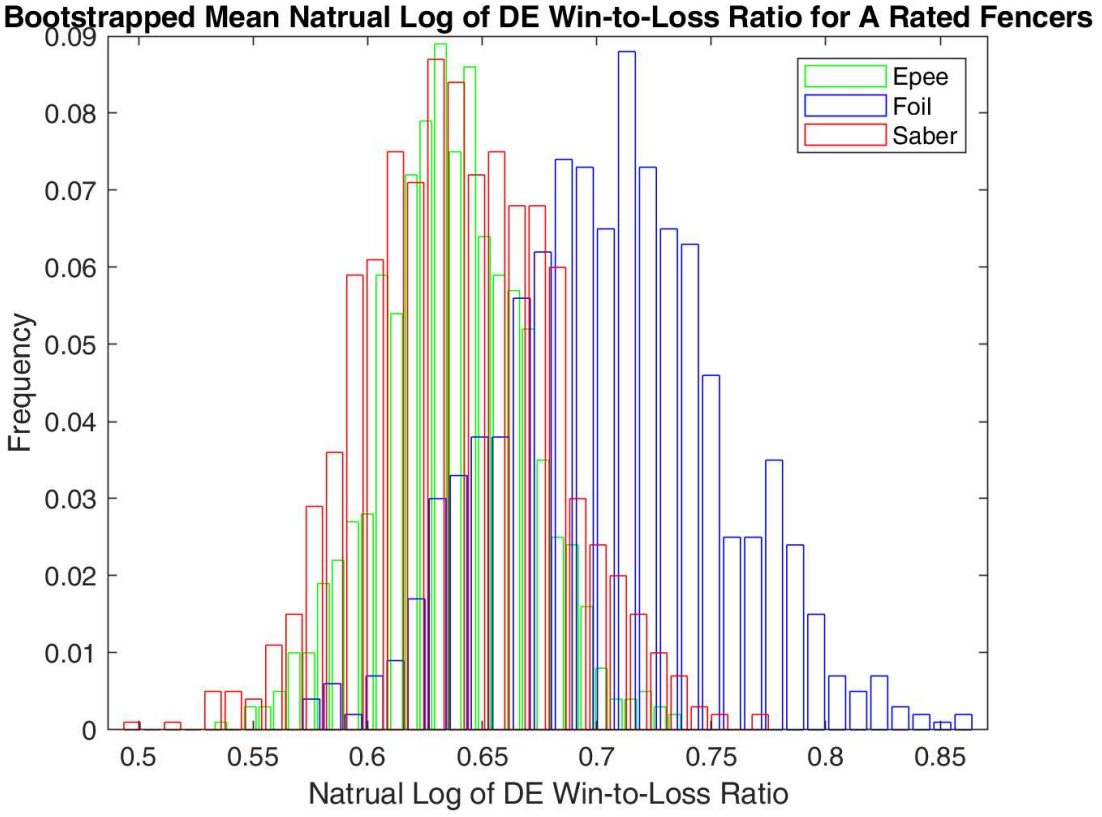 Bootstrapped Mean Natrual Log of DE Win-to-Loss Ratio for A Rated Fencers
0.09
0.08
0.07
0.06
0.05
0.04
0.03
0.02
0.01
0
Frequency
Epee
Foil
Saber
0.5 0.55 0.6 0.65 0.7 0.75 0.8 0.85
Natrual Log of DE Win-to-Loss Ratio